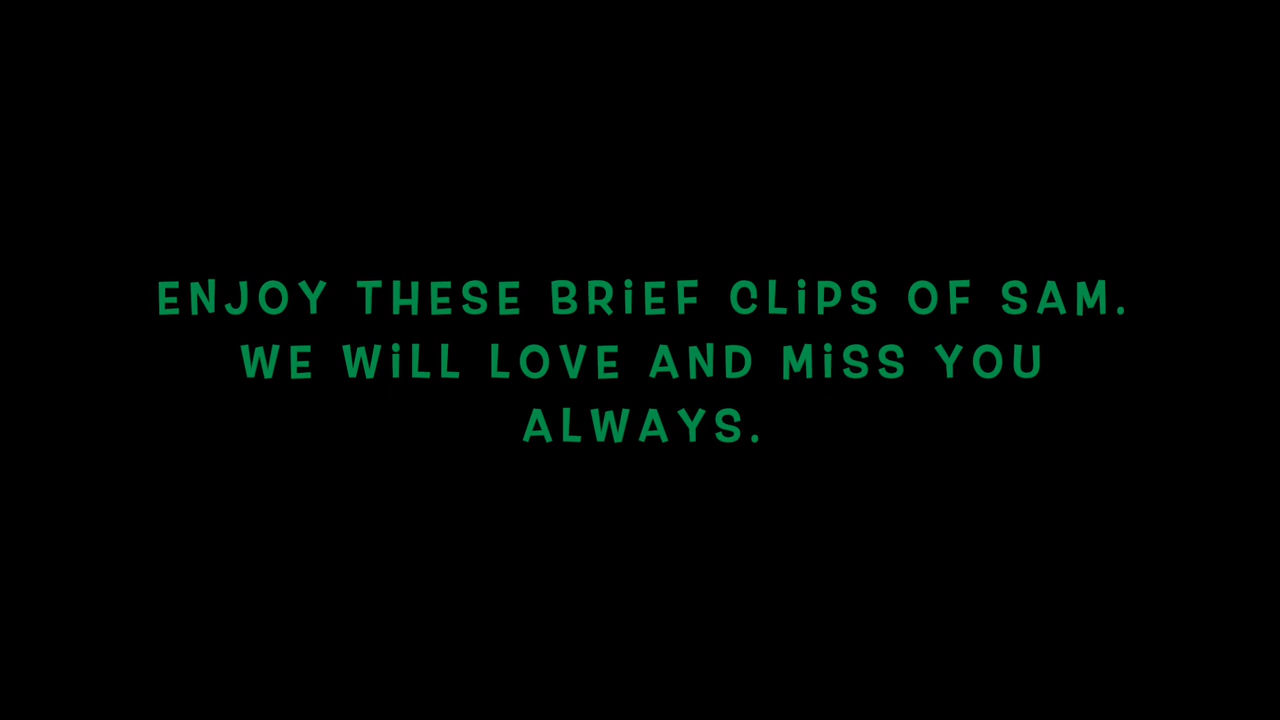 ENJOY THESE BRiEF CLiPS OF SAM.
WE WiLL LOVE AND MiSS YOU
ALWAYS.